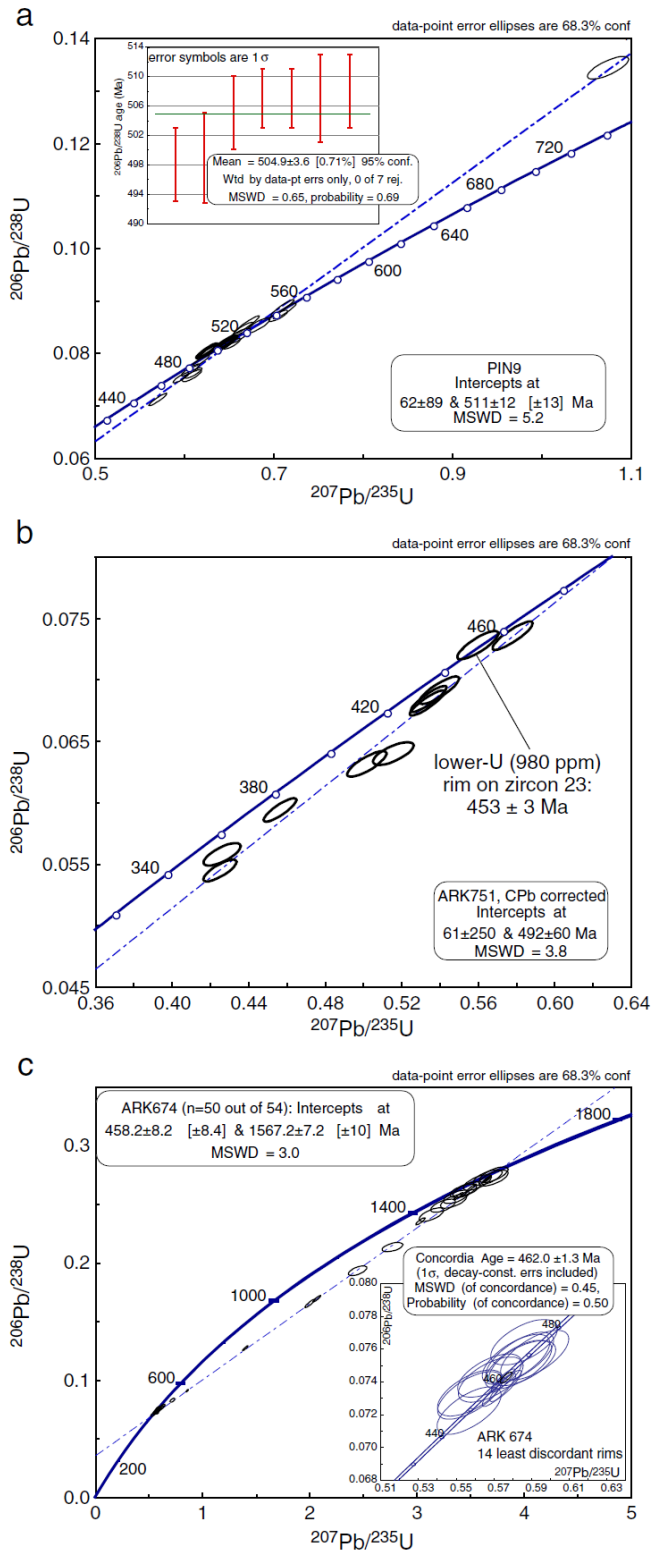 a
data-point error ellipses are 68.3% conf
0.14
0.12
0.10
0.08
0.06
206Pb/238U
514
510
506
502
498
494
490
206Pb/238U age (Ma)
error symbols are 1σ
Mean = 504.9±3.6 [0.71%] 95% conf.
Wtd by data-pt errs only, 0 of 7 rej.
MSWD = 0.65, probability = 0.69
720
680
640
600
560
520
480
440
PIN9
Intercepts at
62±89 & 511±12 [±13] Ma
MSWD = 5.2
0.5 0.7 0.9 1.1
207Pb/235U
b
data-point error ellipses are 68.3% conf
0.075
0.065
0.055
0.045
206Pb/238U
460
420
380
340
lower-U (980 ppm)
rim on zircon 23:
453 ± 3 Ma
ARK751, CPb corrected
Intercepts at
61±250 & 492±60 Ma
MSWD = 3.8
0.36 0.40 0.44 0.48 0.52 0.56 0.60 0.64
207Pb/235U
c
data-point error ellipses are 68.3% conf
ARK674 (n=50 out of 54): Intercepts at
458.2±8.2 [±8.4] & 1567.2±7.2 [±10] Ma
MSWD = 3.0
0.3
0.2
0.1
0.0
206Pb/238U
1800
1400
1000
600
200
Concordia Age = 462.0 ±1.3 Ma
(1σ, decay-const. errs included)
MSWD (of concordance) = 0.45,
Probability (of concordance) = 0.50
0.080
0.078
0.076
0.074
0.072
0.070
0.068
206Pb/238U
480
460
440
ARK 674
14 least discordant rims
207Pb/235U
0.51 0.53 0.55 0.57 0.59 0.61 0.63
0 1 2 3 4 5
207Pb/235U